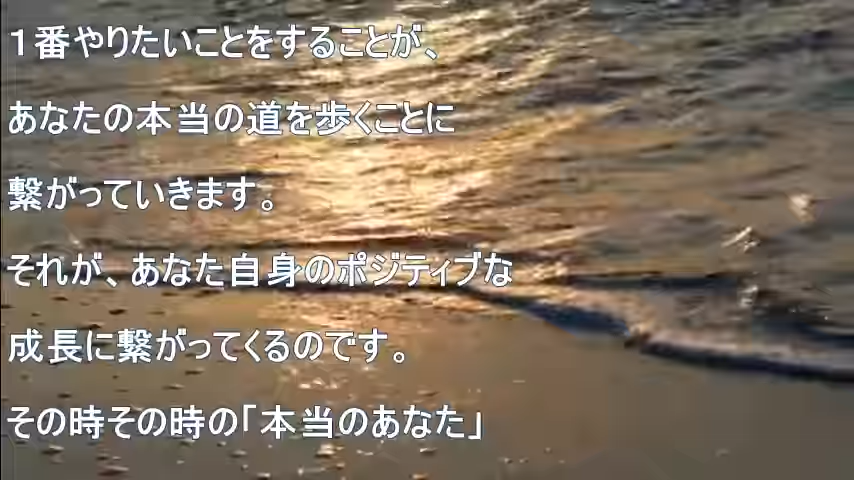 １番やりたいことをすることが、
あなたの本当の道を歩くことに
繋がっていきます。
それが、あなた自身のポジティブな
成長に繋がってくるのです。
その時その時の「本当のあなた」